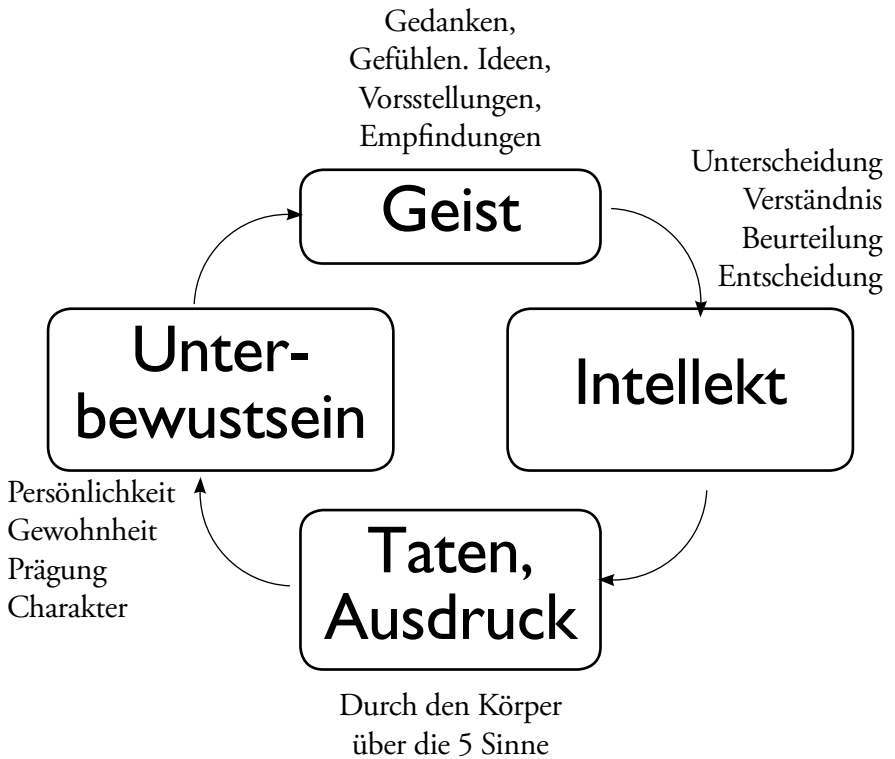 Gedanken,
Gefühlen. Ideen,
Vorsstellungen,
Empfindungen
Geist
Unterscheidung
Verständnis
Beurteilung
Entscheidung
Intellekt
Taten,
Ausdruck
Durch den Körper
über die 5 Sinne
Unter-
bewustsein
Persönlichkeit
Gewohnheit
Prägung
Charakter